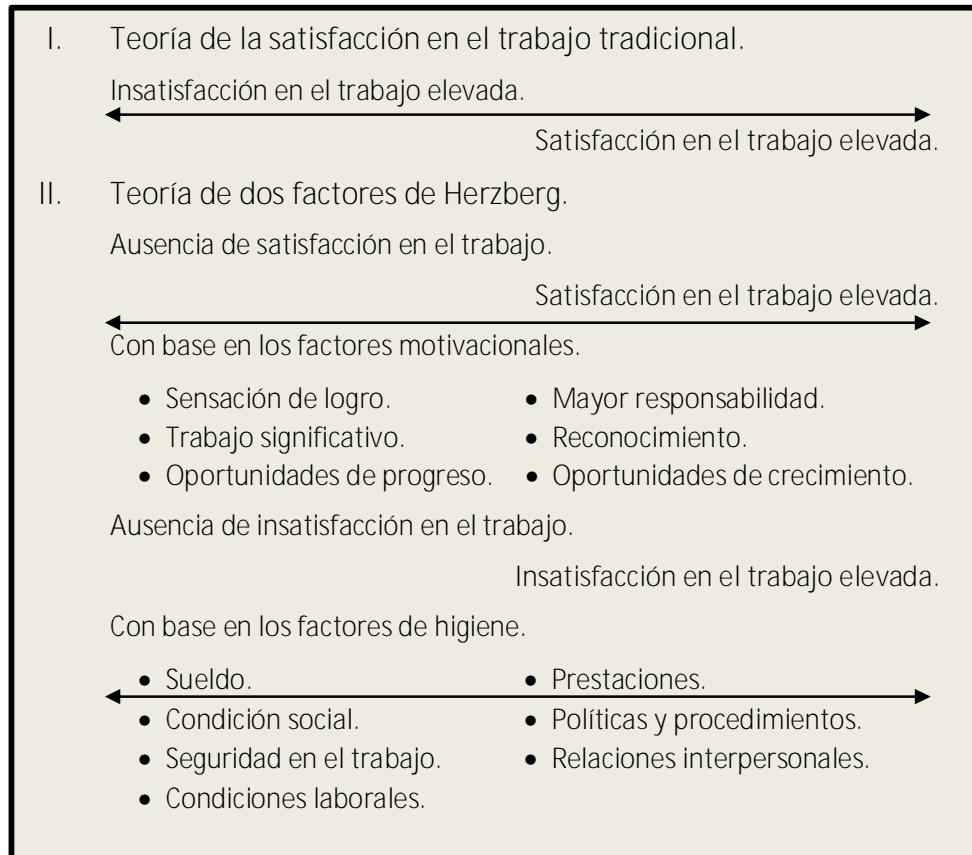 I. Teoría de la satisfacción en el trabajo tradicional.
Insatisfacción en el trabajo elevada.
Satisfacción en el trabajo elevada.
II. Teoría de dos factores de Herzberg.
Ausencia de satisfacción en el trabajo.
Satisfacción en el trabajo elevada.
Con base en los factores motivacionales.
• Sensación de logro. • Mayor responsabilidad.
• Trabajo significativo. • Reconocimiento.
• Oportunidades de progreso. • Oportunidades de crecimiento.
Ausencia de insatisfacción en el trabajo.
Insatisfacción en el trabajo elevada.
Con base en los factores de higiene.
• Sueldo. • Prestaciones.
• Condición social. • Políticas y procedimientos.
• Seguridad en el trabajo. • Relaciones interpersonales.
• Condiciones laborales.